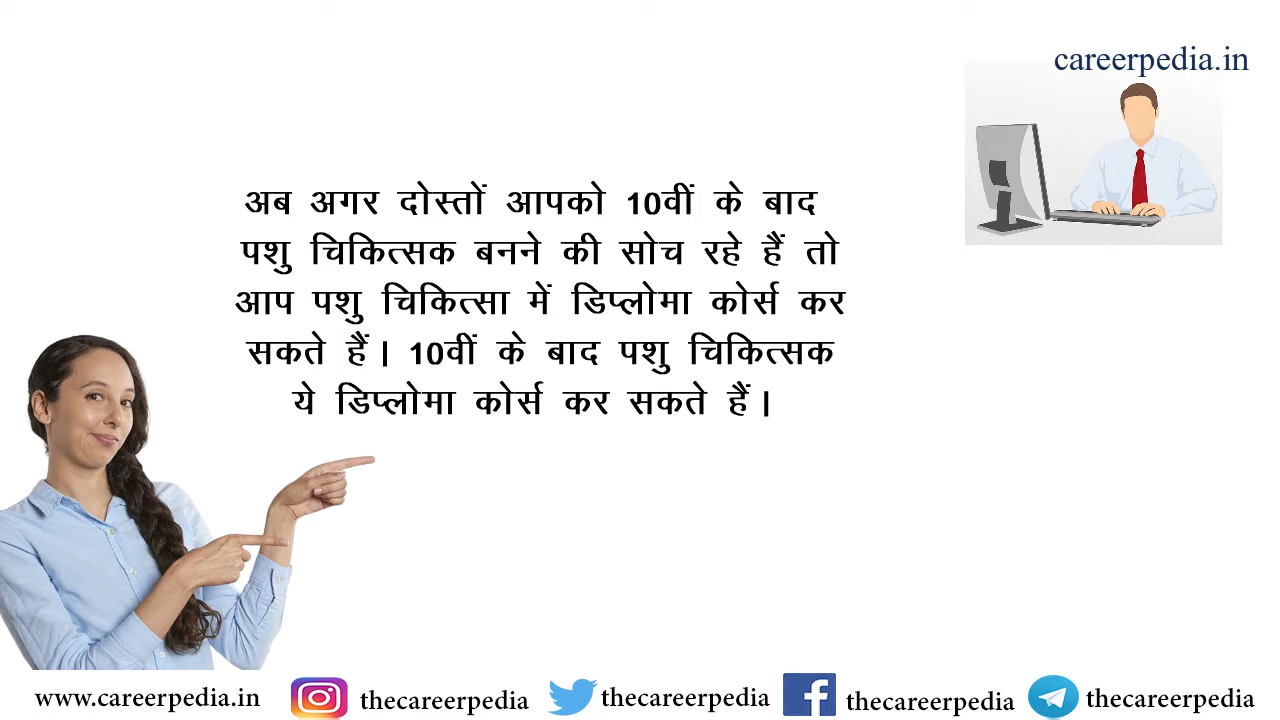 careerpedia.in
अब अगर दोस्तों आपको 10वीं के बाद
पशु चिकित्सक बनने की सोच रहे हैं तो
आप पशु चिकित्सा में डिप्लोमा कोर्स कर
सकते हैं। 10वीं के बाद पशु चिकित्सक
ये डिप्लोमा कोर्स कर सकते हैं।
www.careerpedia.in thecareerpedia thecareerpedia thecareerpedia thecareerpedia